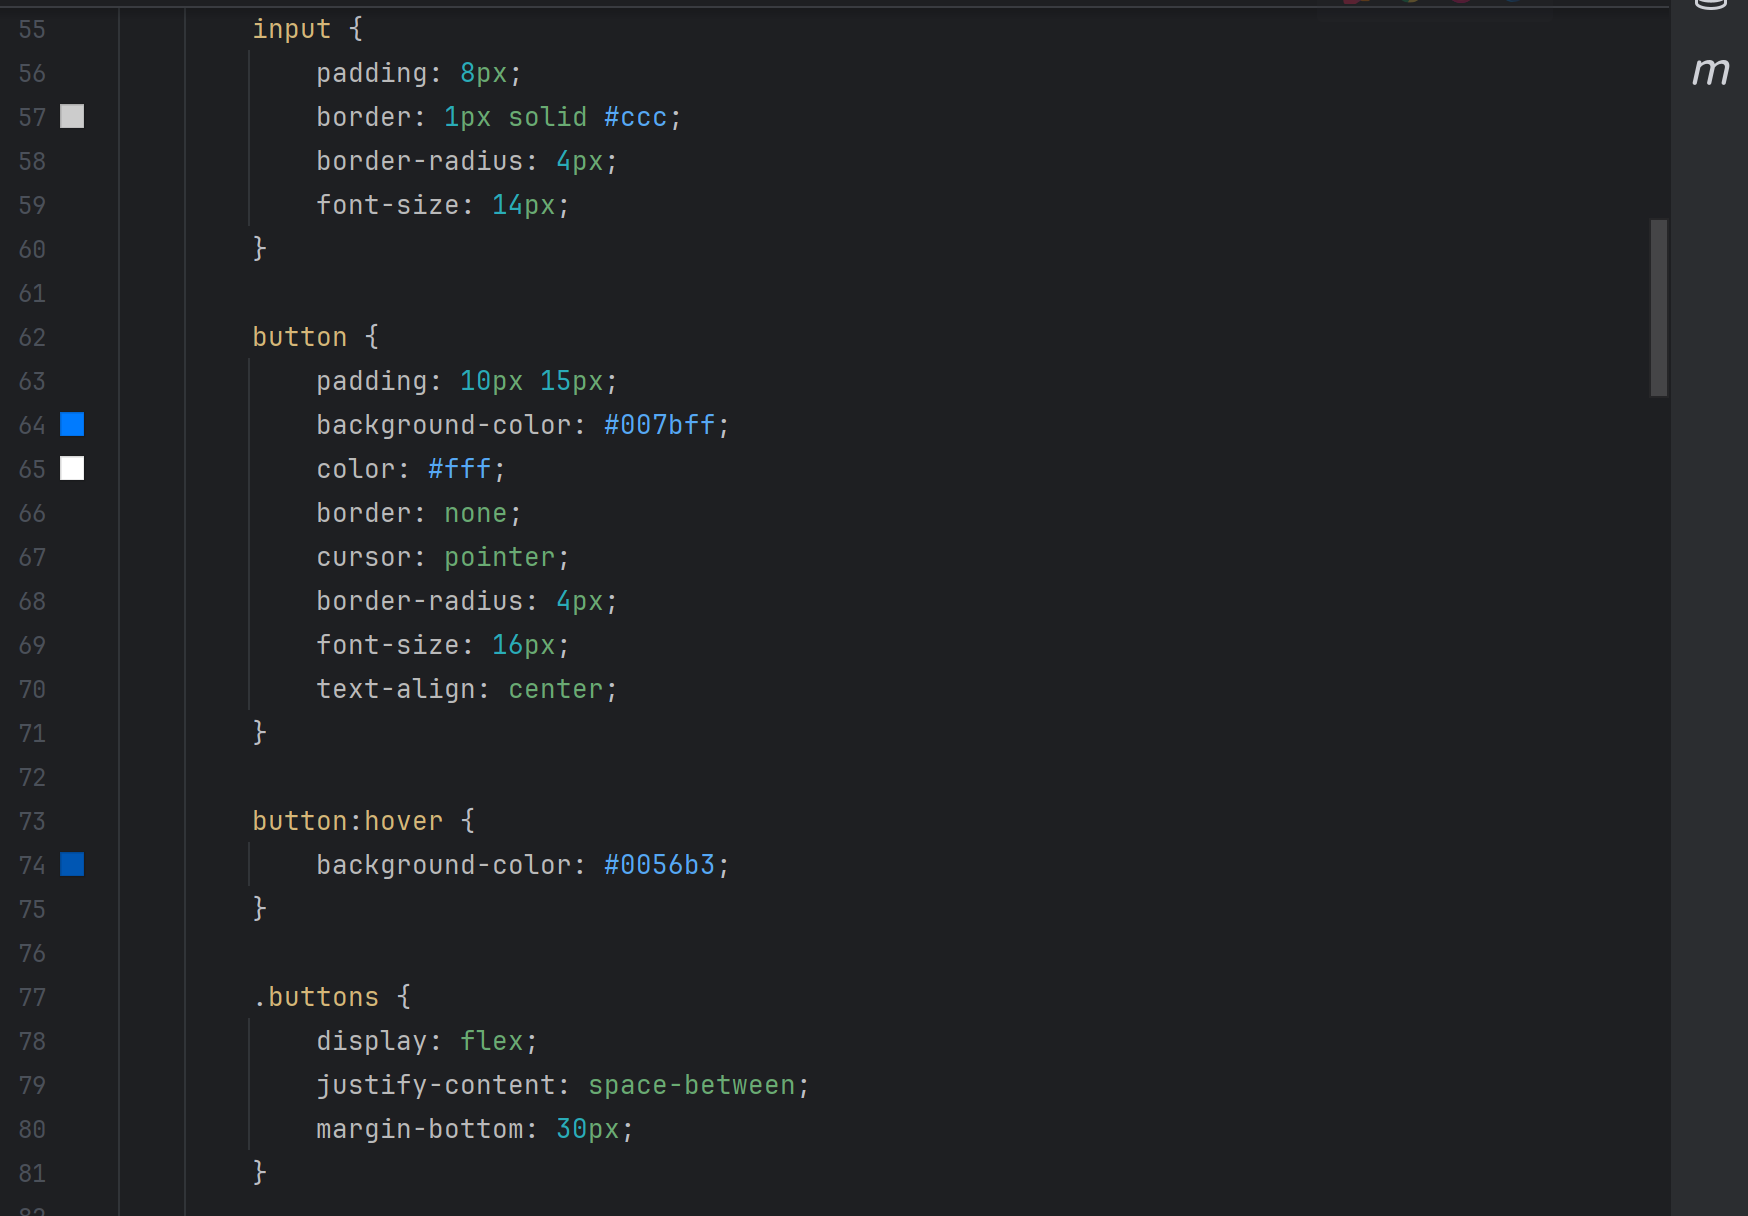 55 input {
56 padding: 8px;
57 border: 1px solid #ccc;
58 border-radius: 4px;
59 font-size: 14px;
60 }
61
62 button {
63 padding: 10px 15px;
64 background-color: #007bff;
65 color: #fff;
66 border: none;
67 cursor: pointer;
68 border-radius: 4px;
69 font-size: 16px;
70 text-align: center;
71 }
72
73 button:hover {
74 background-color: #0056b3;
75 }
76
77 .buttons {
78 display: flex;
79 justify-content: space-between;
80 margin-bottom: 30px;
81 }
82
m